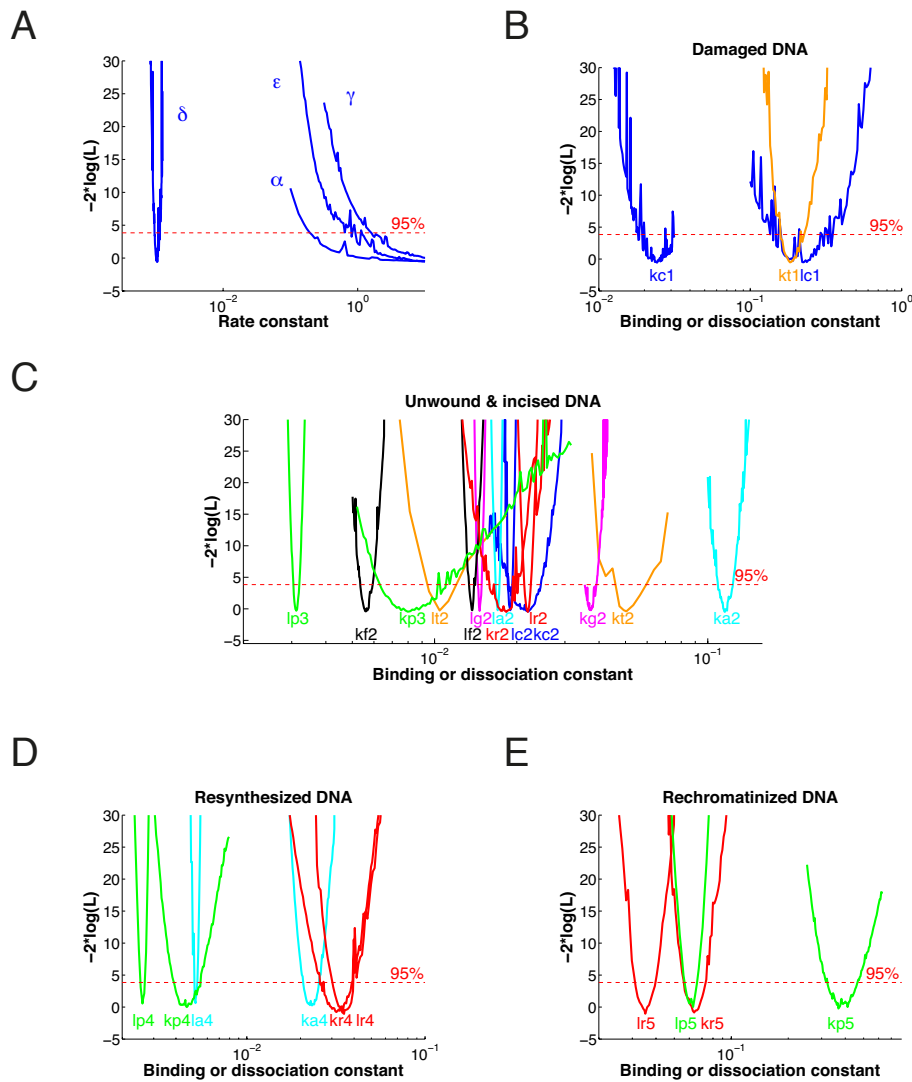 A
30
25
20
15
10
5
0
−5
−2*log(L)
δ
ε
γ
α
95%
10−2
100
Rate constant
B
Damaged DNA
30
25
20
15
10
5
0
−5
−2*log(L)
95%
kc1
kt1
lc1
10−2
10−1
100
Binding or dissociation constant
C
Unwound & incised DNA
30
25
20
15
10
5
0
−5
−2*log(L)
95%
lp3
kp3
lt2
lg2
la2
lr2
kg2
kt2
ka2
kf2
lf2
kr2
lc2
kc2
10−2
10−1
Binding or dissociation constant
D
Resynthesized DNA
30
25
20
15
10
5
0
−5
−2*log(L)
95%
lp4
kp4
la4
ka4
kr4
lr4
10−2
10−1
Binding or dissociation constant
E
Rechromatinized DNA
30
25
20
15
10
5
0
−5
−2*log(L)
95%
lr5
lp5
kr5
kp5
10−1
Binding or dissociation constant